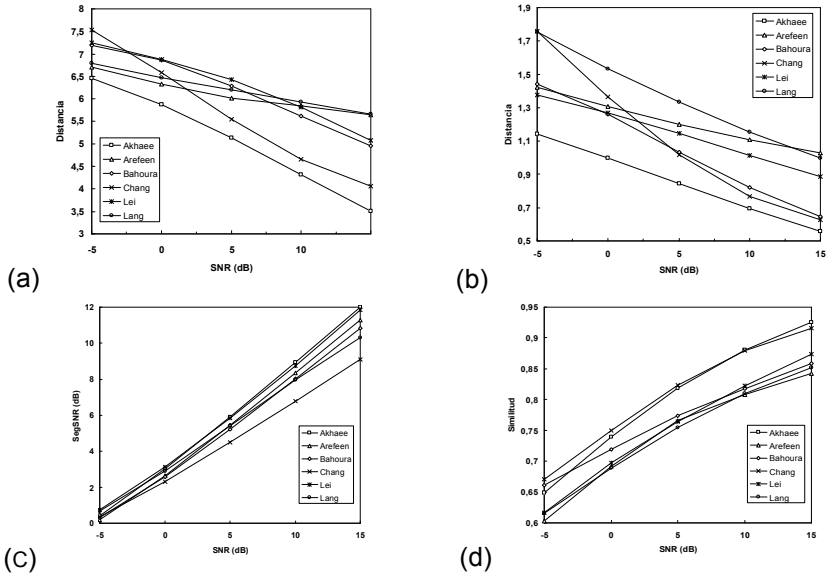 8
7,5
7
6,5
6
5,5
5
4,5
4
3,5
3
Distancia
Akhaee
Arefeen
Bahoura
Chang
Lei
Lang
-5 0 5 10
SNR (dB)
(a)
1,9
1,7
1,5
1,3
1,1
0,9
0,7
0,5
Distancia
Akhaee
Arefeen
Bahoura
Chang
Lei
Lang
-5 0 5 10 15
SNR (dB)
(b)
12
10
8
6
4
2
0
SegSNR (dB)
Akhaee
Arefeen
Bahoura
Chang
Lei
Lang
-5 0 5 10 15
SNR (dB)
(C)
0,95
0,9
0,85
0,8
0,75
0,7
0,65
0,6
Similitud
Akhaee
Arefeen
Bahoura
Chang
Lei
Lang
-5 0 5 10 15
SNR (dB)
(d)